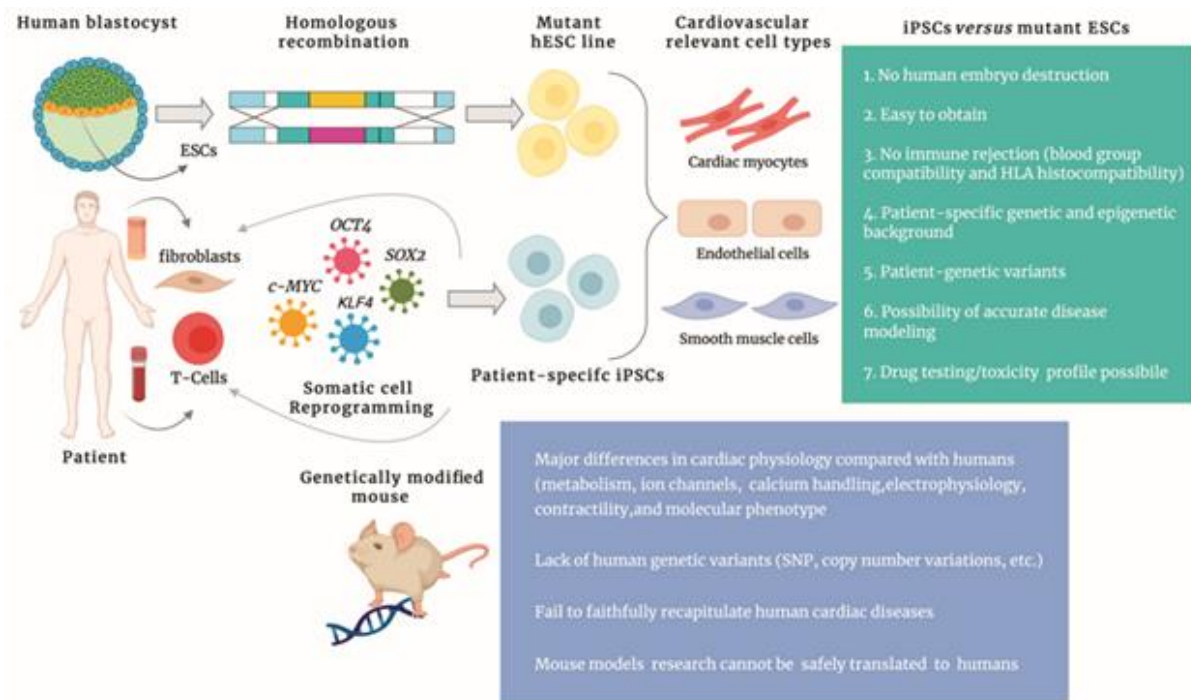 Human blastocyst
Homologous
recombination
Mutant
hESC line
Cardiovascular
relevant cell types
iPSCs versus mutant ESCs
ESCs
Cardiac myocytes
Endothelial cells
Smooth muscle cells
1. No human embryo destruction
2. Easy to obtain
3. No immune rejection (blood group
compatibility and HLA histocompatibility)
4. Patient-specific genetic and epigenetic
background
5. Patient-genetic variants
6. Possibility of accurate disease
modeling
7. Drug testing/toxicity profile possibile
fibroblasts
T-Cells
Patient
OCT4
SOX2
c-MYC
KLF4
Somatic cell
Reprogramming
Patient-specifc iPSCs
Genetically modified
mouse
Major differences in cardiac physiology compared with humans
(metabolism, ion channels, calcium handling,electrophysiology,
contractility,and molecular phenotype
Lack of human genetic variants (SNP, copy number variations, etc.)
Fail to faithfully recapitulate human cardiac diseases
Mouse models research cannot be safely translated to humans